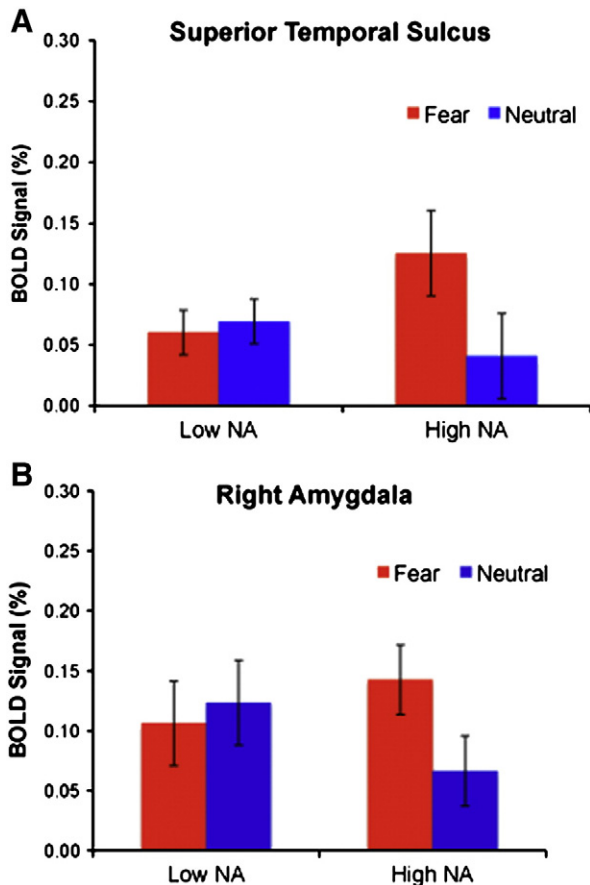 A
Superior Temporal Sulcus
0.30
Fear Neutral
0.25
0.20
BOLD Signal (%)
0.15
0.10
0.05
0.00
Low NA High NA
B
Right Amygdala
0.30
0.25
Fear Neutral
0.20
BOLD Signal (%)
0.15
0.10
0.05
0.00
Low NA High NA